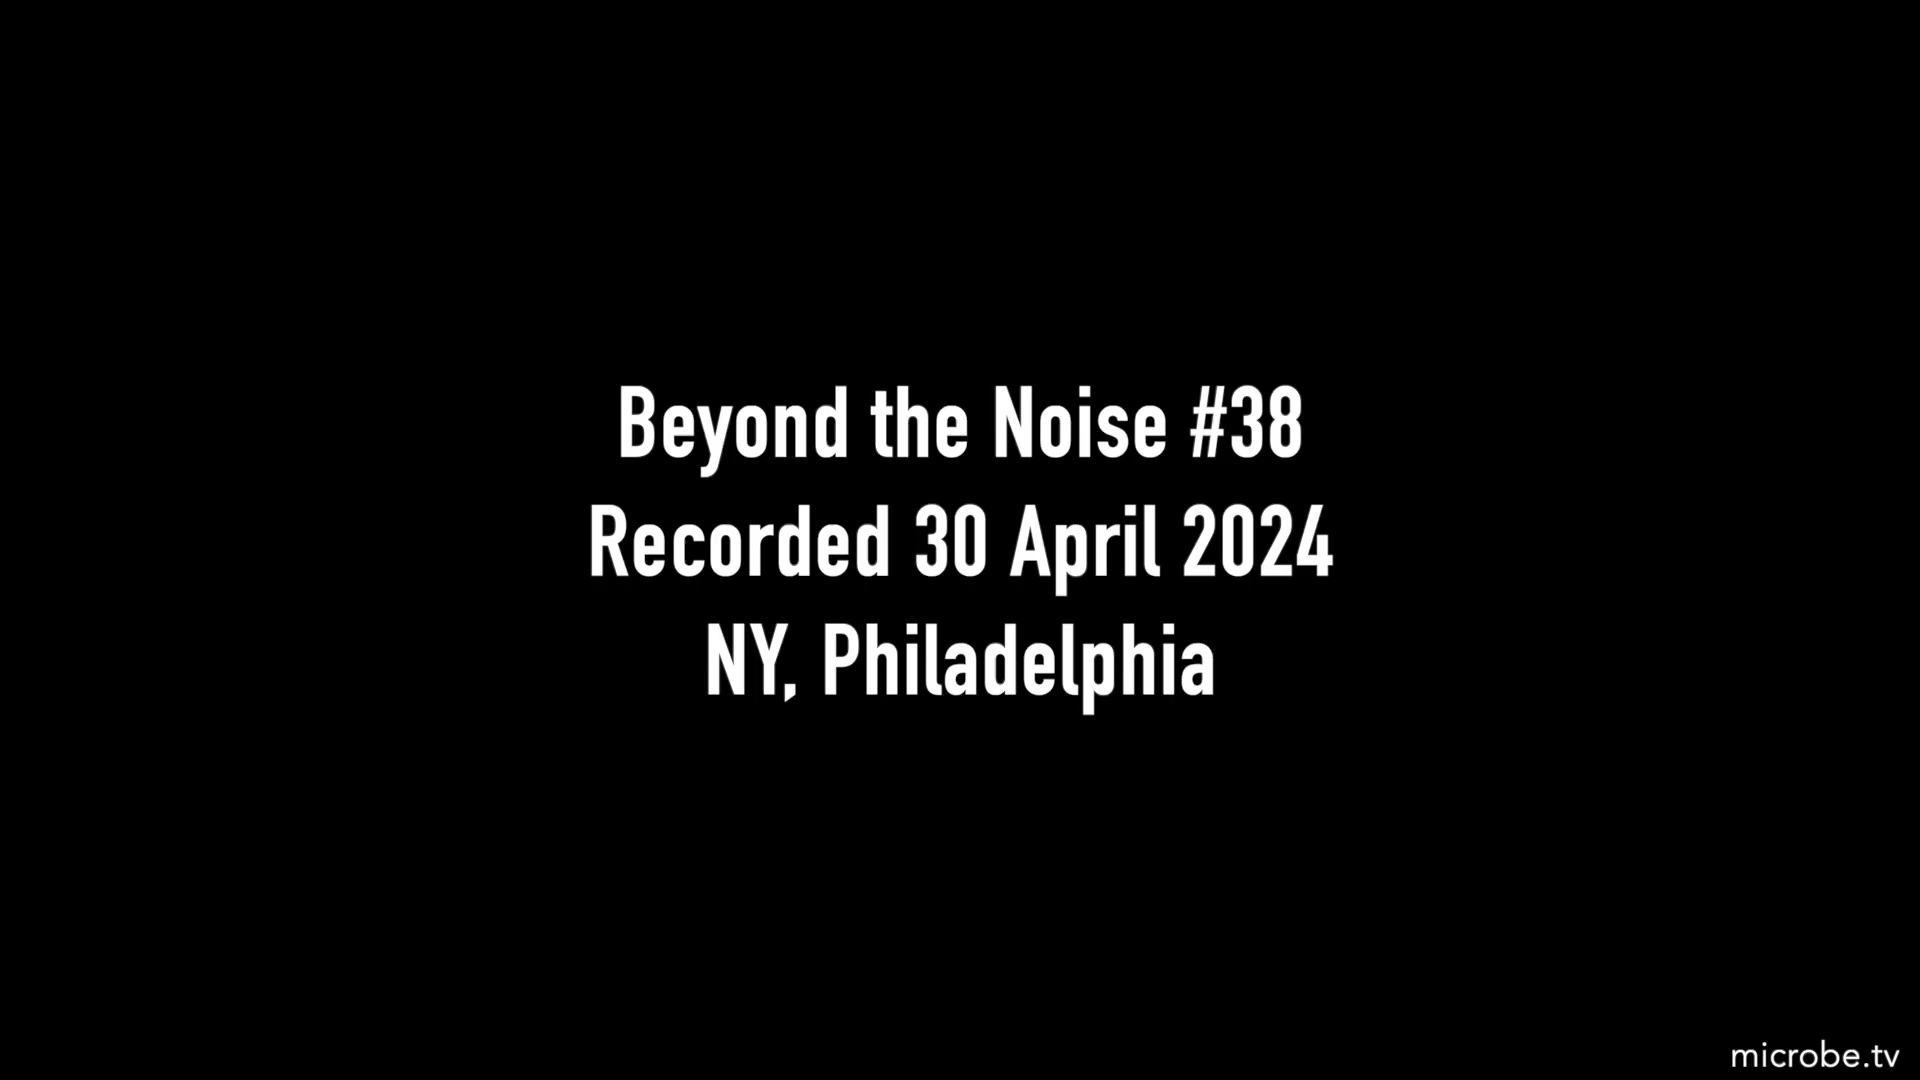 Beyond the Noise #38
Recorded 30 April 2024
NY, Philadelphia
microbe.tv